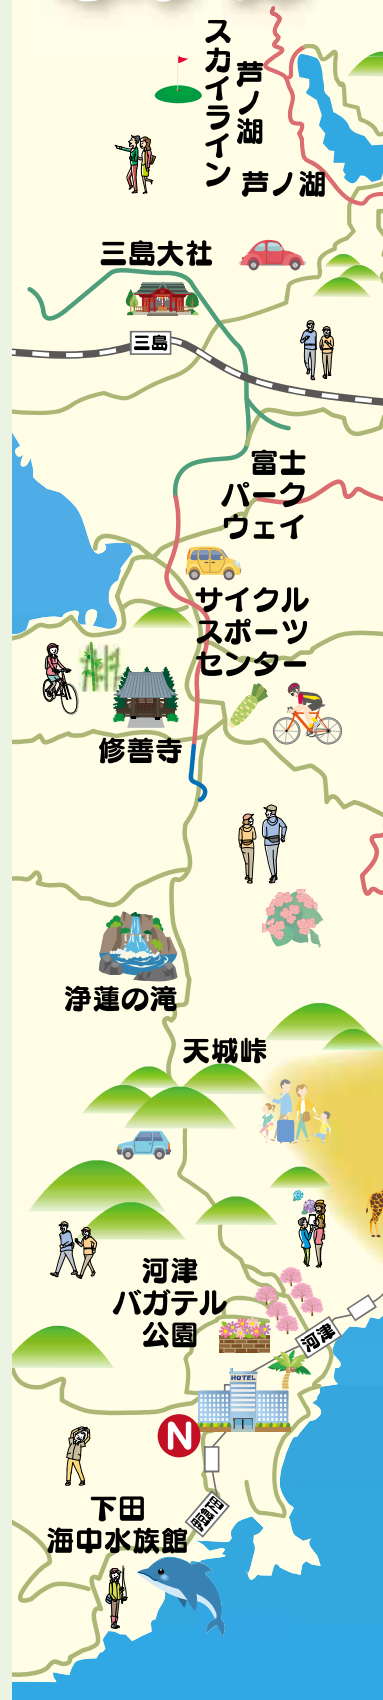 芦ノ湖
スカイライン
芦ノ湖
三島大社
三島
富士
パーク
ウェイ
サイクル
スポーツ
センター
修善寺
浄蓮の滝
天城峠
河津
バガテル
公園
河津
HOTEL
N
下田
海中水族館